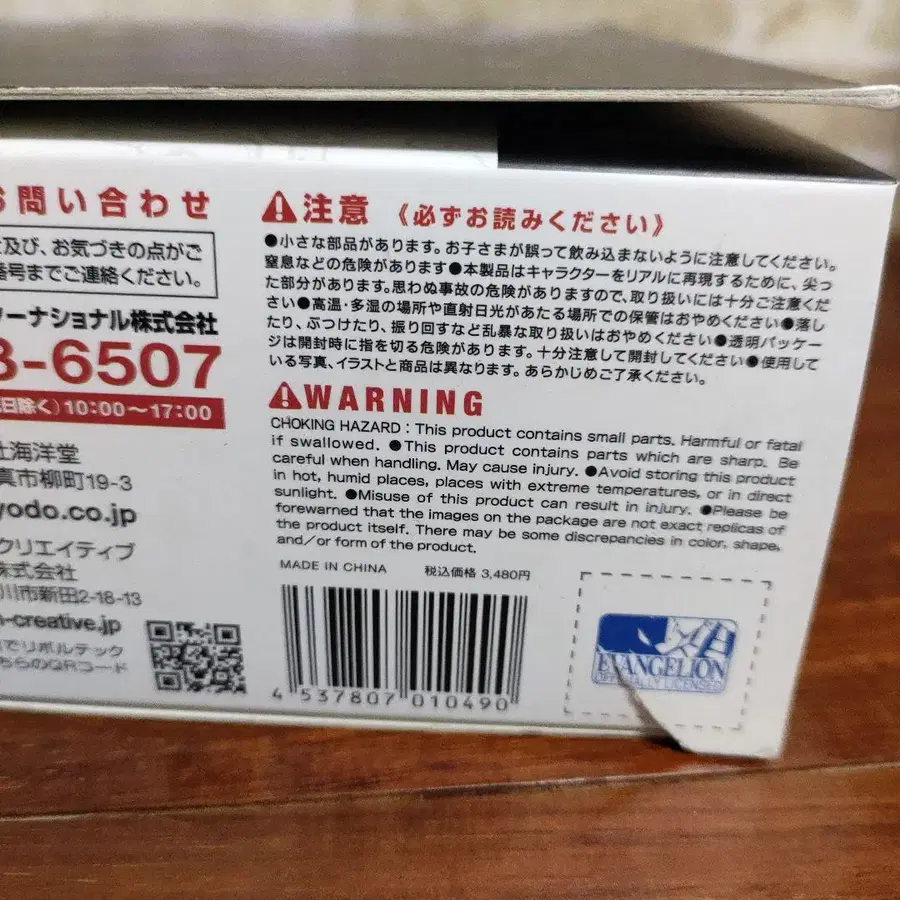 お問い合わせ
及び、お気づきの点がご
番号までご連絡ください。
ターナショナル株式会社
8-6507
日除く)10:00～17:00
社海洋堂
真市柳町19-3
yodo.co.jp
クリエイティブ
株式会社
川市新田2-18-13
n-creative.jp
でリボルテック
ちらのQRコード
注意 《必ずお読みください》
●小さな部品があります。お子さまが誤って飲み込まないように注意してください。
窒息などの危険があります●本製品はキャラクターをリアルに再現するために、尖っ
た部分があります。思わぬ事故の危険がありますので、取り扱いには十分ご注意くだ
さい●高温・多湿の場所や直射日光があたる場所での保管はおやめください●落し
たり、ぶつけたり、振り回すなど乱暴な取り扱いはおやめください●透明パッケー
ジは開封時に指を切る危険があります。十分注意して開封してください●使用して
いる写真、イラストと商品は異なります。あらかじめご了承ください。
WARNING
CHOKING HAZARD : This product contains small parts. Harmful or fatal
if swallowed. ●This product contains parts which are sharp. Be
careful when handling. May cause injury. ●Avoid storing this product
in hot, humid places, places with extreme temperatures, or in direct
sunlight. ●Misuse of this product can result in injury. ●Please be
forewarned that the images on the package are not exact replicas of
the product itself. There may be some discrepancies in color, shape,
and/or form of the product.
MADE IN CHINA 税込価格 3,480円
4 537807 010490
EVANGELION
OFFICIALLY LICENSED